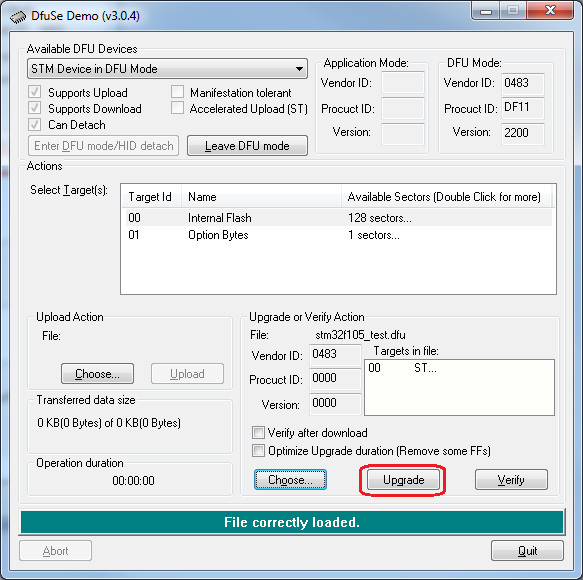 DfuSe Demo (v3.0.4)
Available DFU Devices
STM Device in DFU Mode
Supports Upload
Manifestation tolerant
Supports Download
Accelerated Upload (ST)
Can Detach
Enter DFU mode/HID detach
Leave DFU mode
Application Mode:
Vendor ID:
Procuct ID:
Version:
DFU Mode:
Vendor ID: 0483
Procuct ID: DF11
Version: 2200
Actions
Select Target(s):
Target Id Name Available Sectors (Double Click for more)
00 Internal Flash 128 sectors...
01 Option Bytes 1 sectors...
Upload Action
File:
Choose...
Upload
Transferred data size
0 KB(0 Bytes) of 0 KB(0 Bytes)
Operation duration
00:00:00
Upgrade or Verify Action
File: stm32f105_test.dfu
Vendor ID: 0483
Procuct ID: 0000
Version: 0000
Targets in file:
00 ST...
Verify after download
Optimize Upgrade duration (Remove some FFs)
Choose...
Upgrade
Verify
File correctly loaded.
Abort
Quit